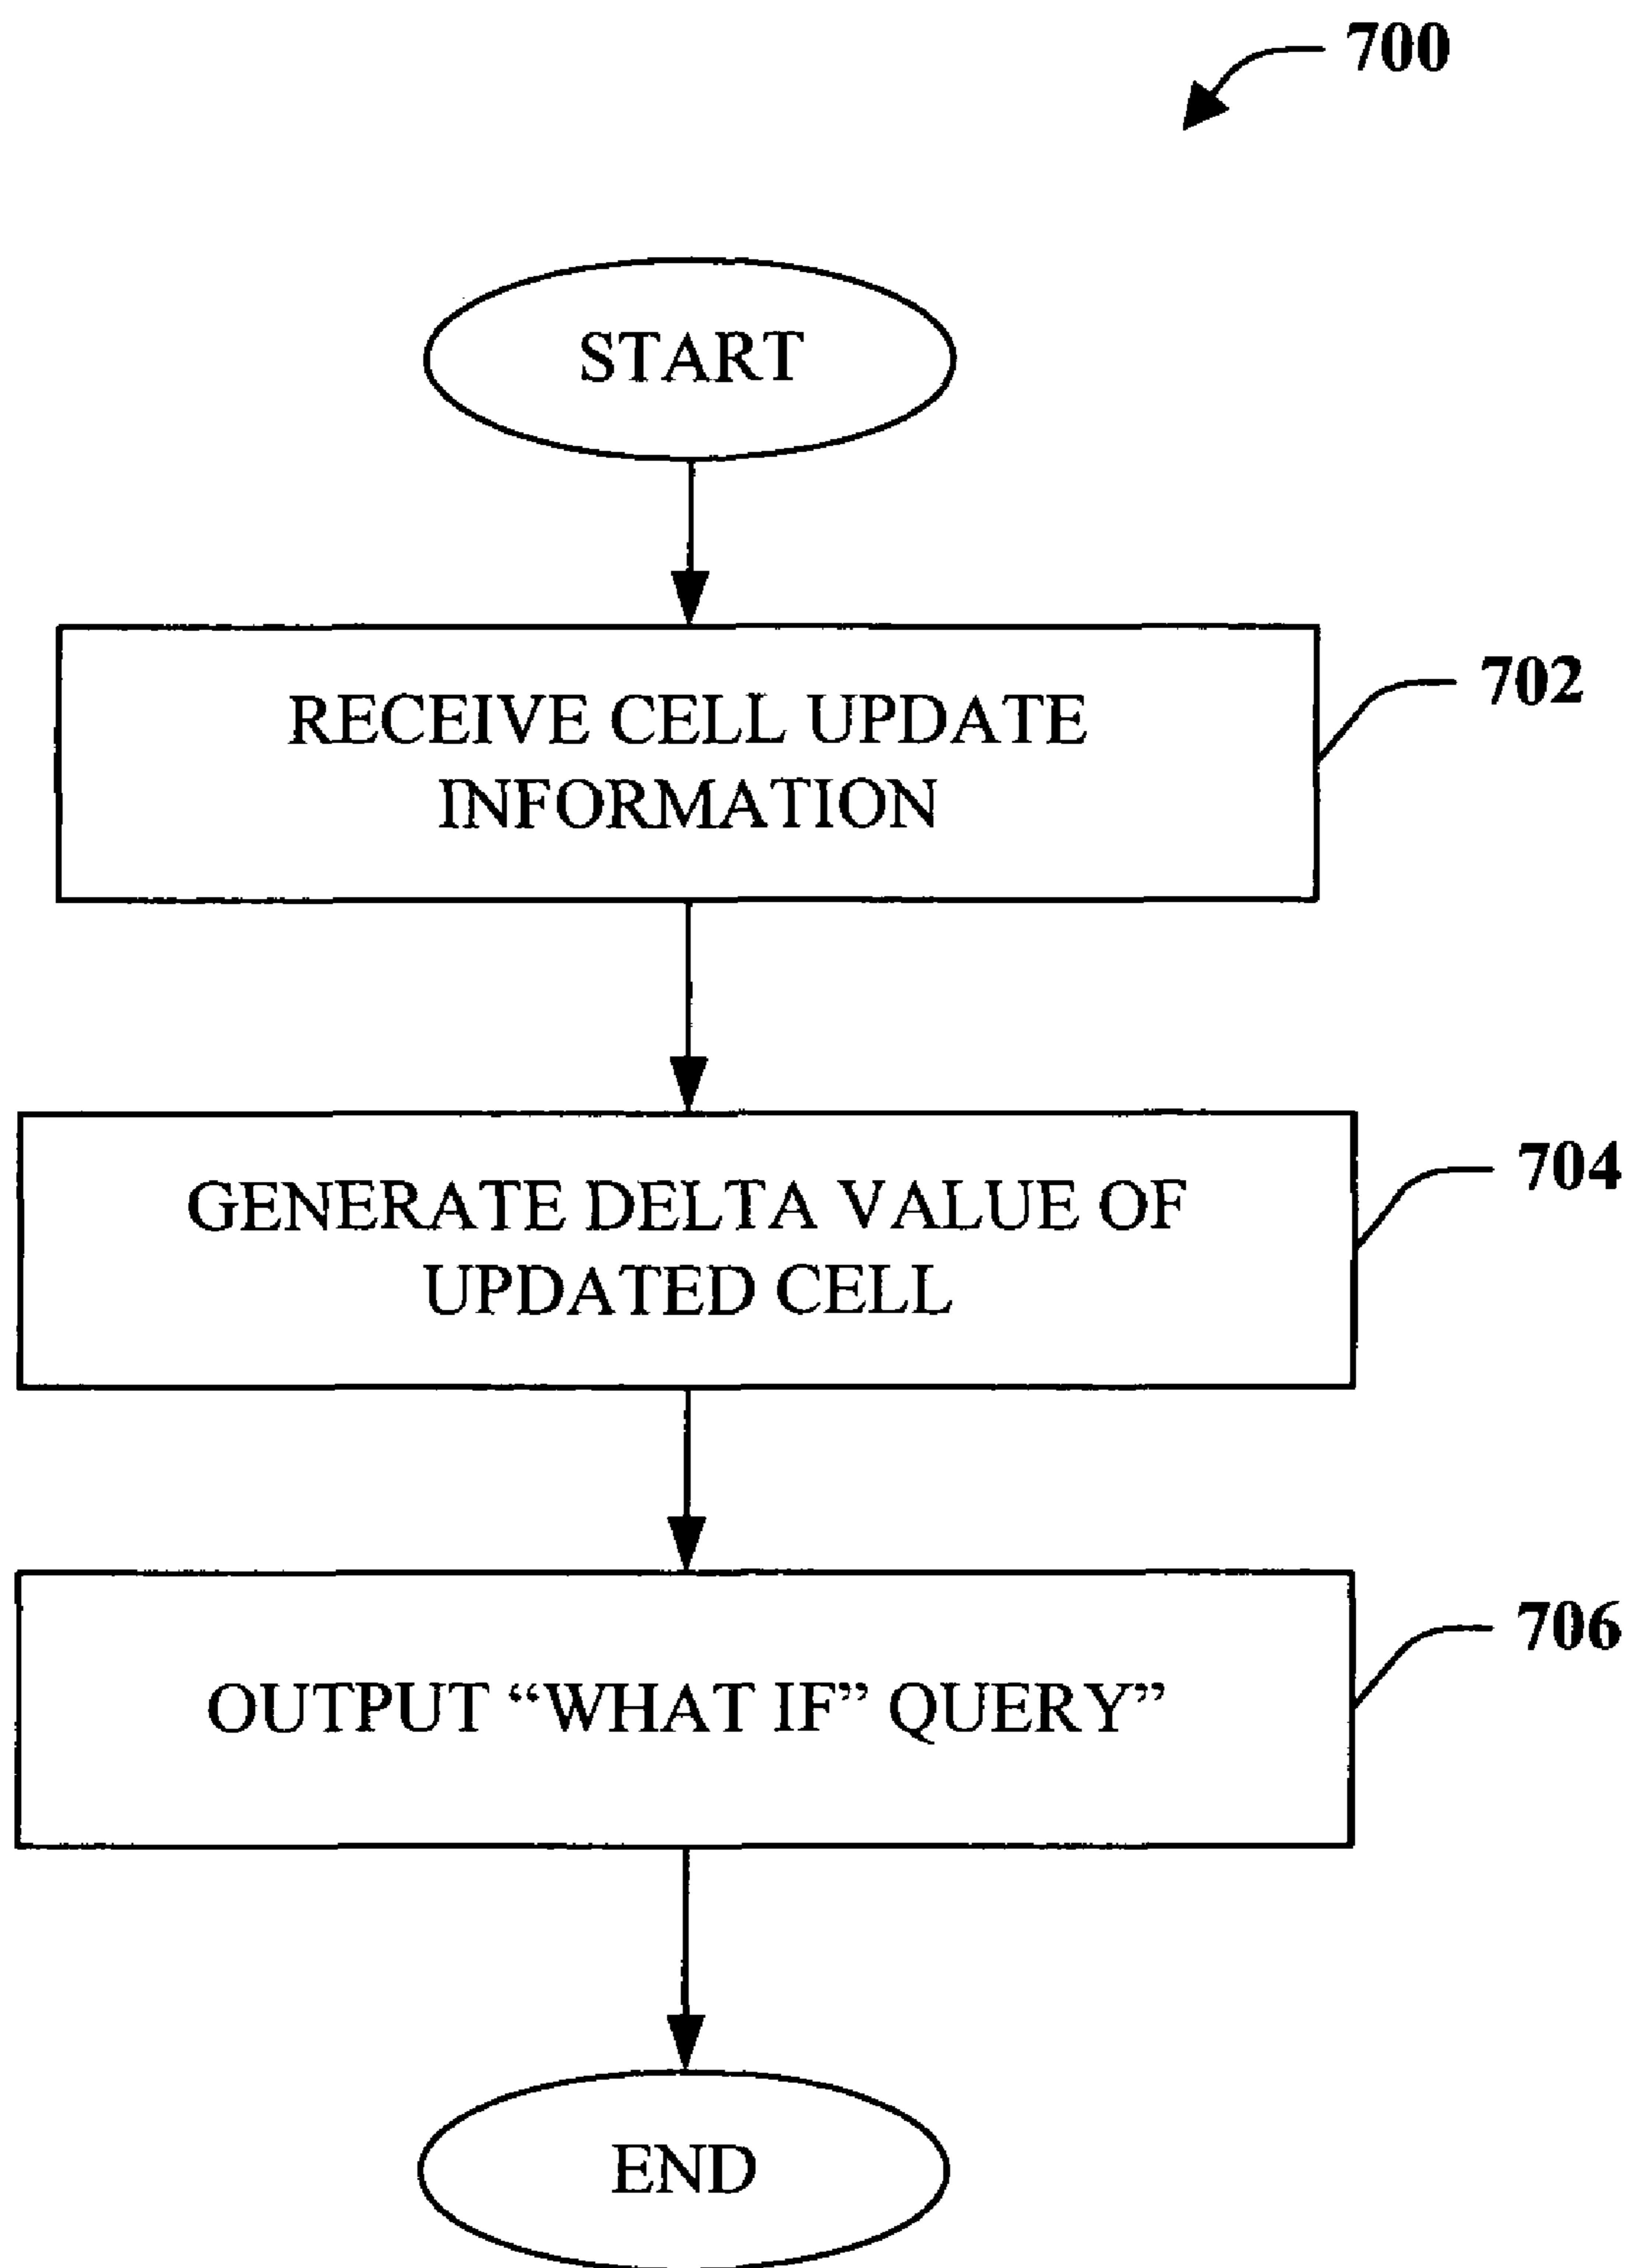 700
START
RECEIVE CELL UPDATE
INFORMATION
702
GENERATE DELTA VALUE OF
UPDATED CELL
704
OUTPUT “WHAT IF” QUERY”
706
END